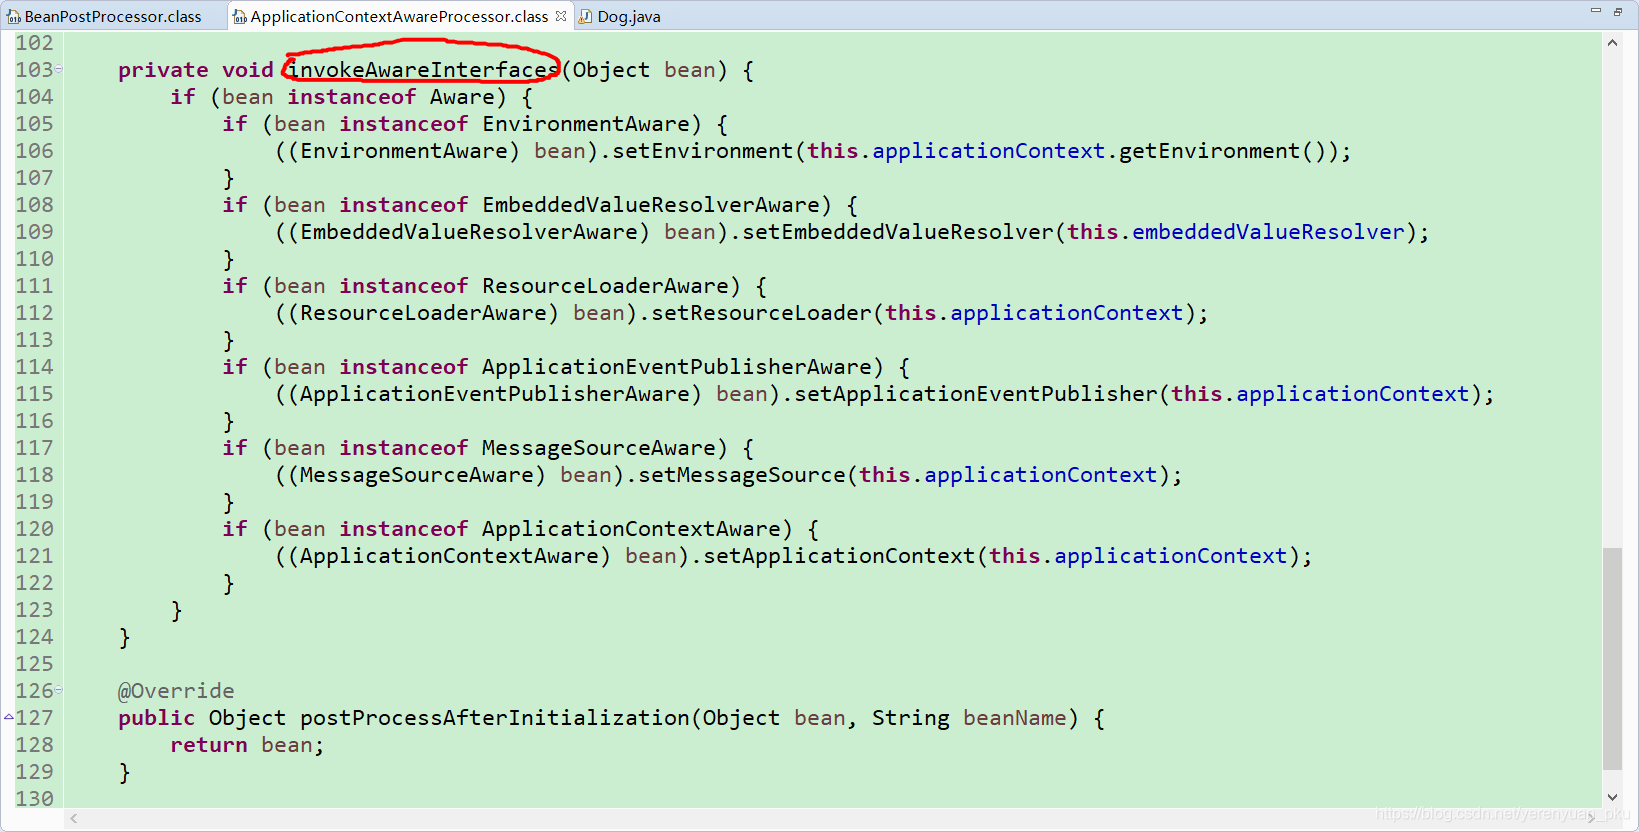 BeanPostProcessor.class ApplicationContextAwareProcessor.class Dog.java
102
103 private void invokeAwareInterfaces(Object bean) {
104 if (bean instanceof Aware) {
105 if (bean instanceof EnvironmentAware) {
106 ((EnvironmentAware) bean).setEnvironment(this.applicationContext.getEnvironment());
107 }
108 if (bean instanceof EmbeddedValueResolverAware) {
109 ((EmbeddedValueResolverAware) bean).setEmbeddedValueResolver(this.embeddedValueResolver);
110 }
111 if (bean instanceof ResourceLoaderAware) {
112 ((ResourceLoaderAware) bean).setResourceLoader(this.applicationContext);
113 }
114 if (bean instanceof ApplicationEventPublisherAware) {
115 ((ApplicationEventPublisherAware) bean).setApplicationEventPublisher(this.applicationContext);
116 }
117 if (bean instanceof MessageSourceAware) {
118 ((MessageSourceAware) bean).setMessageSource(this.applicationContext);
119 }
120 if (bean instanceof ApplicationContextAware) {
121 ((ApplicationContextAware) bean).setApplicationContext(this.applicationContext);
122 }
123 }
124 }
125
126 @Override
127 public Object postProcessAfterInitialization(Object bean, String beanName) {
128 return bean;
129 }
130
https://blog.csdn.net/yerenyuan_pku